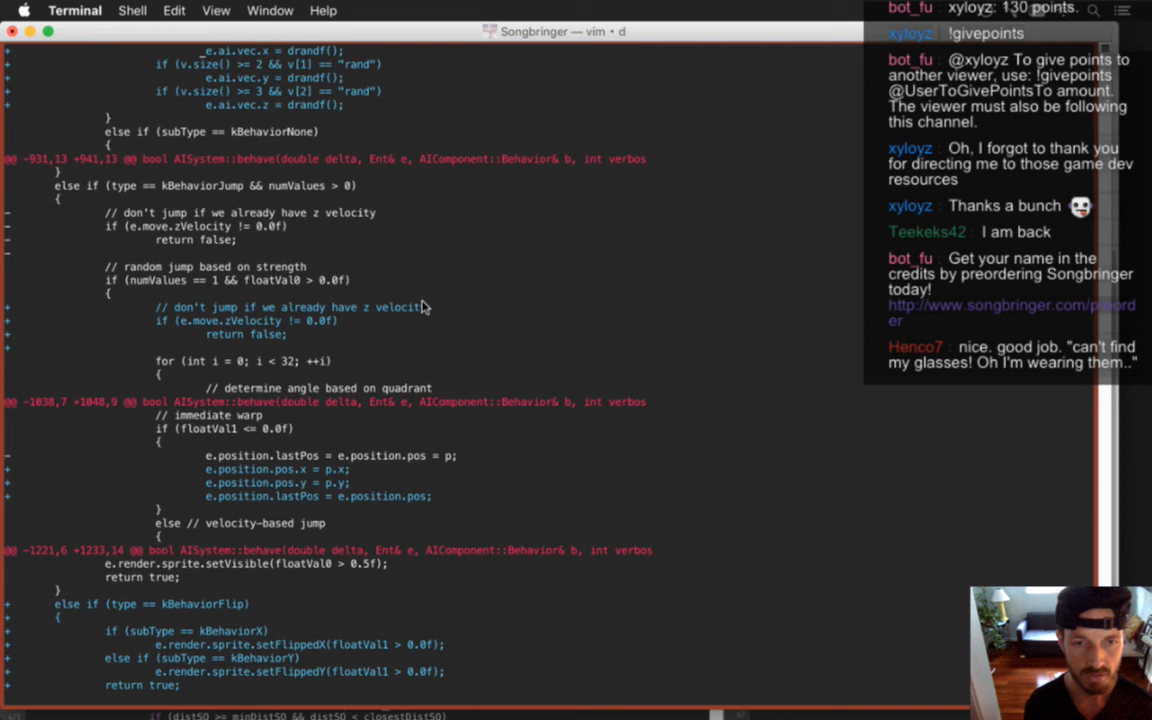 Terminal Shell Edit View Window Help
Songbringer — vim • d
+ e.ai.vec.x = drandf();
+ if (v.size() >= 2 && v[1] == "rand")
+ e.ai.vec.y = drandf();
+ if (v.size() >= 3 && v[2] == "rand")
+ e.ai.vec.z = drandf();
}
else if (subType == kBehaviorNone)
{
@@ -931,13 +941,13 @@ bool AISystem::behave(double delta, Ent& e, AIComponent::Behavior& b, int verbos
}
else if (type == kBehaviorJump && numValues > 0)
{
- // don't jump if we already have z velocity
- if (e.move.zVelocity != 0.0f)
- return false;
-
// random jump based on strength
if (numValues == 1 && floatVal0 > 0.0f)
{
+ // don't jump if we already have z velocity
+ if (e.move.zVelocity != 0.0f)
+ return false;
+
for (int i = 0; i < 32; ++i)
{
// determine angle based on quadrant
@@ -1038,7 +1048,9 @@ bool AISystem::behave(double delta, Ent& e, AIComponent::Behavior& b, int verbos
// immediate warp
if (floatVal1 <= 0.0f)
{
- e.position.lastPos = e.position.pos = p;
+ e.position.pos.x = p.x;
+ e.position.pos.y = p.y;
+ e.position.lastPos = e.position.pos;
}
else // velocity-based jump
{
@@ -1221,6 +1233,14 @@ bool AISystem::behave(double delta, Ent& e, AIComponent::Behavior& b, int verbos
e.render.sprite.setVisible(floatVal0 > 0.5f);
return true;
}
+ else if (type == kBehaviorFlip)
+ {
+ if (subType == kBehaviorX)
+ e.render.sprite.setFlippedX(floatVal1 > 0.0f);
+ else if (subType == kBehaviorY)
+ e.render.sprite.setFlippedY(floatVal1 > 0.0f);
+ return true;
if (distSQ >= minDistSQ && distSQ < closestDistSQ)
bot_fu xyloyz: 130 points.
xyloyz !givepoints
bot_fu @xyloyz To give points to
another viewer, use: !givepoints
@UserToGivePointsTo amount.
The viewer must also be following
this channel.
xyloyz Oh, I forgot to thank you
for directing me to those game dev
resources
xyloyz Thanks a bunch
Teekeks42 I am back
bot_fu Get your name in the
credits by preordering Songbringer
today!
http://www.songbringer.com/preord
er
Henco7 nice. good job. "can't find
my glasses! Oh I'm wearing them.."